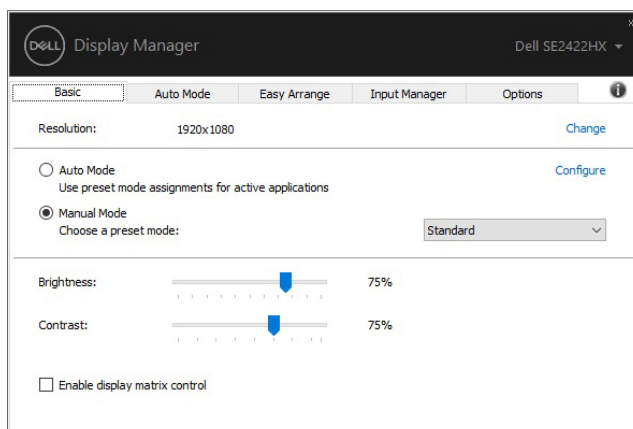 DELL Display Manager Dell SE2422HX
Basic Auto Mode Easy Arrange Input Manager Options
Resolution: 1920x1080 Change
Auto Mode Configure
Use preset mode assignments for active applications
Manual Mode
Choose a preset mode: Standard
Brightness: 75%
Contrast: 75%
Enable display matrix control